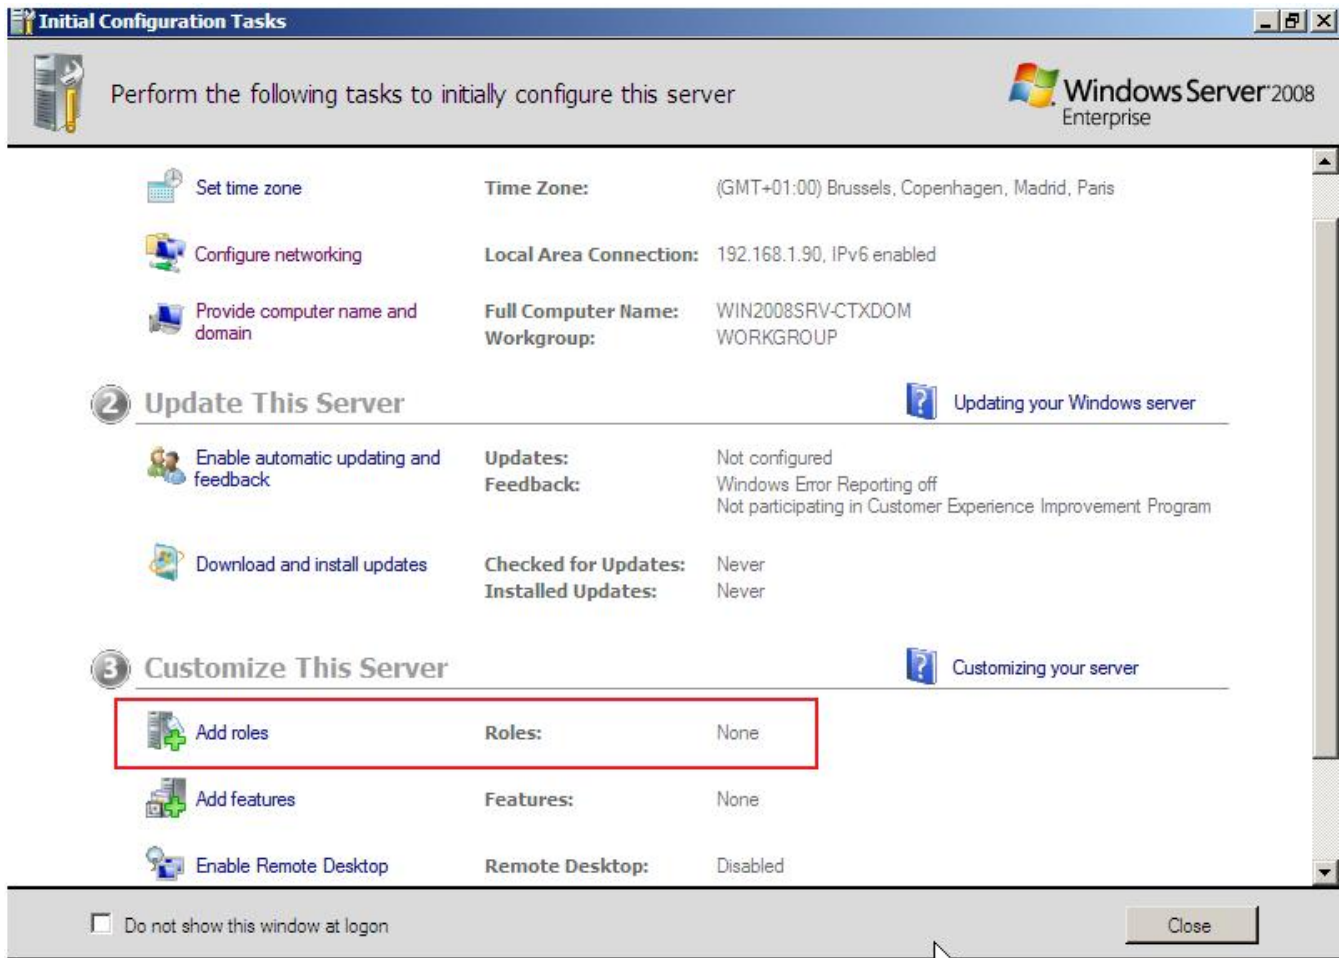 Initial Configuration Tasks
Perform the following tasks to initially configure this server
Windows Server 2008
Enterprise
Set time zone Time Zone: (GMT+01:00) Brussels, Copenhagen, Madrid, Paris
Configure networking Local Area Connection: 192.168.1.90, IPv6 enabled
Provide computer name and Full Computer Name: WIN2008SRV-CTXDOM
domain Workgroup: WORKGROUP
2 Update This Server Updating your Windows server
Enable automatic updating and Updates: Not configured
feedback Feedback: Windows Error Reporting off
Not participating in Customer Experience Improvement Program
Download and install updates Checked for Updates: Never
Installed Updates: Never
3 Customize This Server Customizing your server
Add roles Roles: None
Add features Features: None
Enable Remote Desktop Remote Desktop: Disabled
Do not show this window at logon Close